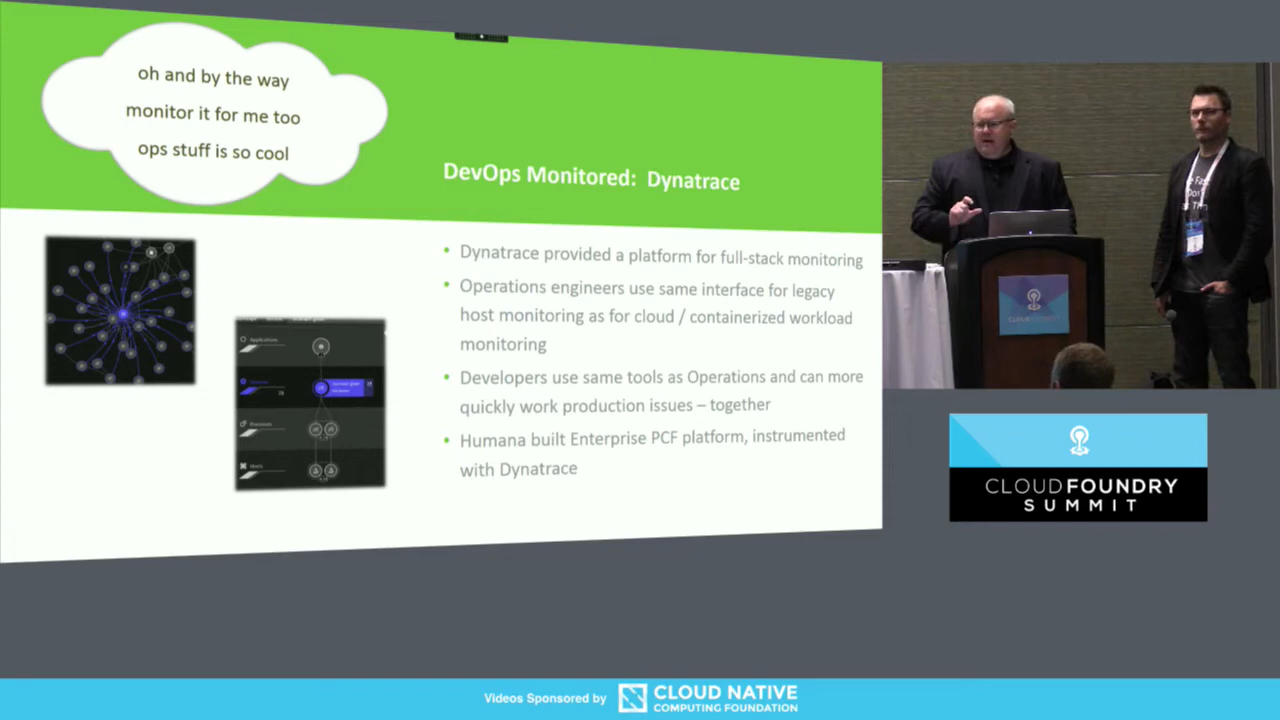 oh and by the way
monitor it for me too
ops stuff is so cool
DevOps Monitored: Dynatrace
• Dynatrace provided a platform for full-stack monitoring
• Operations engineers use same interface for legacy
host monitoring as for cloud / containerized workload
monitoring
• Developers use same tools as Operations and can more
quickly work production issues – together
• Humana built Enterprise PCF platform, instrumented
with Dynatrace
Applications
CLOUDFOUNDRY
SUMMIT
Videos Sponsored by
CLOUD NATIVE
COMPUTING FOUNDATION